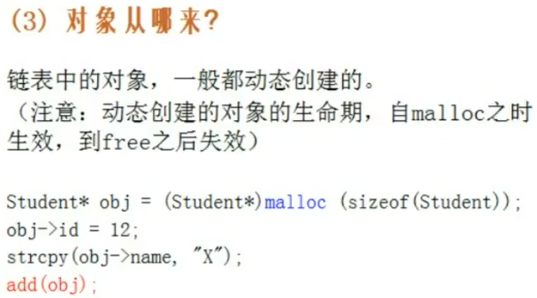 (3) 对象从哪来?
链表中的对象，一般都动态创建的。
（注意：动态创建的对象的生命期，自malloc之时
生效，到free之后失效）
Student* obj = (Student*)malloc (sizeof(Student));
obj->id = 12;
strcpy(obj->name, "X");
add(obj);